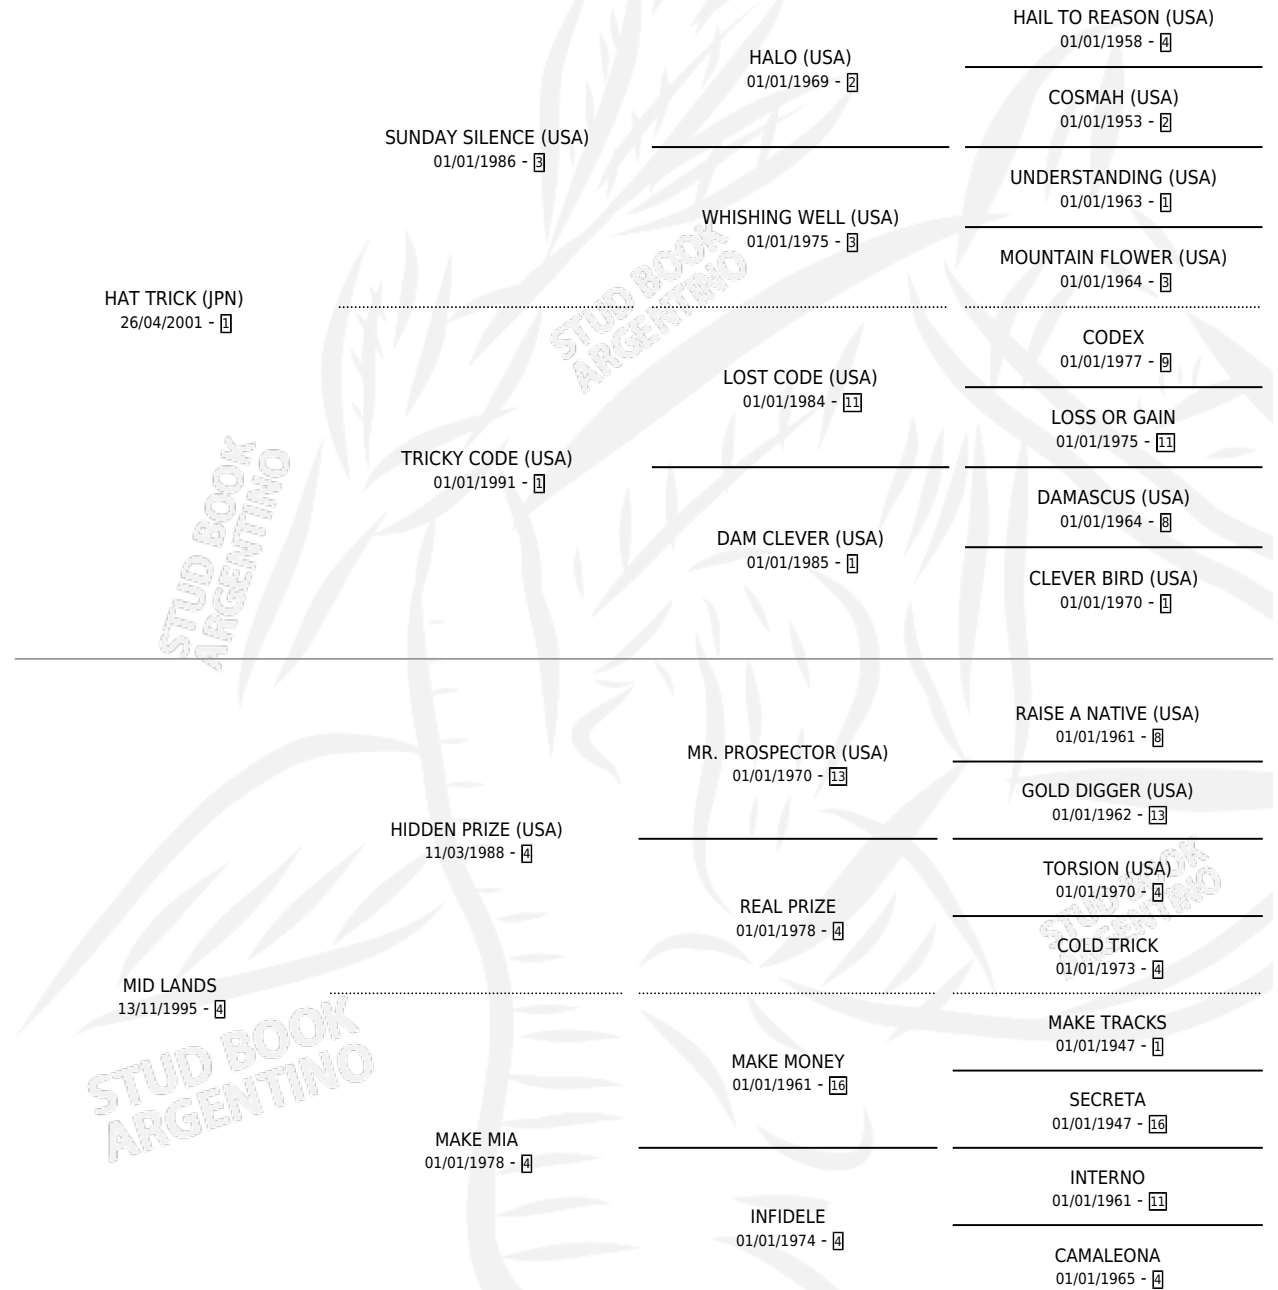 HAIL TO REASON (USA)
01/01/1958 - 4
HALO (USA)
01/01/1969 - 2
COSMAH (USA)
01/01/1953 - 2
SUNDAY SILENCE (USA)
01/01/1986 - 3
UNDERSTANDING (USA)
01/01/1963 - 1
WHISHING WELL (USA)
01/01/1975 - 3
MOUNTAIN FLOWER (USA)
01/01/1964 - 3
HAT TRICK (JPN)
26/04/2001 - 1
CODEX
01/01/1977 - 9
LOST CODE (USA)
01/01/1984 - 11
LOSS OR GAIN
01/01/1975 - 11
TRICKY CODE (USA)
01/01/1991 - 1
DAMASCUS (USA)
01/01/1964 - 8
DAM CLEVER (USA)
01/01/1985 - 1
CLEVER BIRD (USA)
01/01/1970 - 1
RAISE A NATIVE (USA)
01/01/1961 - 8
MR. PROSPECTOR (USA)
01/01/1970 - 13
GOLD DIGGER (USA)
01/01/1962 - 13
HIDDEN PRIZE (USA)
11/03/1988 - 4
TORSION (USA)
01/01/1970 - 4
REAL PRIZE
01/01/1978 - 4
COLD TRICK
01/01/1973 - 4
MID LANDS
13/11/1995 - 4
MAKE TRACKS
01/01/1947 - 1
MAKE MONEY
01/01/1961 - 16
SECRETA
01/01/1947 - 16
MAKE MIA
01/01/1978 - 4
INTERNO
01/01/1961 - 11
INFIDELE
01/01/1974 - 4
CAMALEONA
01/01/1965 - 4
STUD BOOK
ARGENTINO
STUD BOOK
ARGENTINO
STUD BOOK
ARGENTINO
STUD BOOK
ARGENTINO